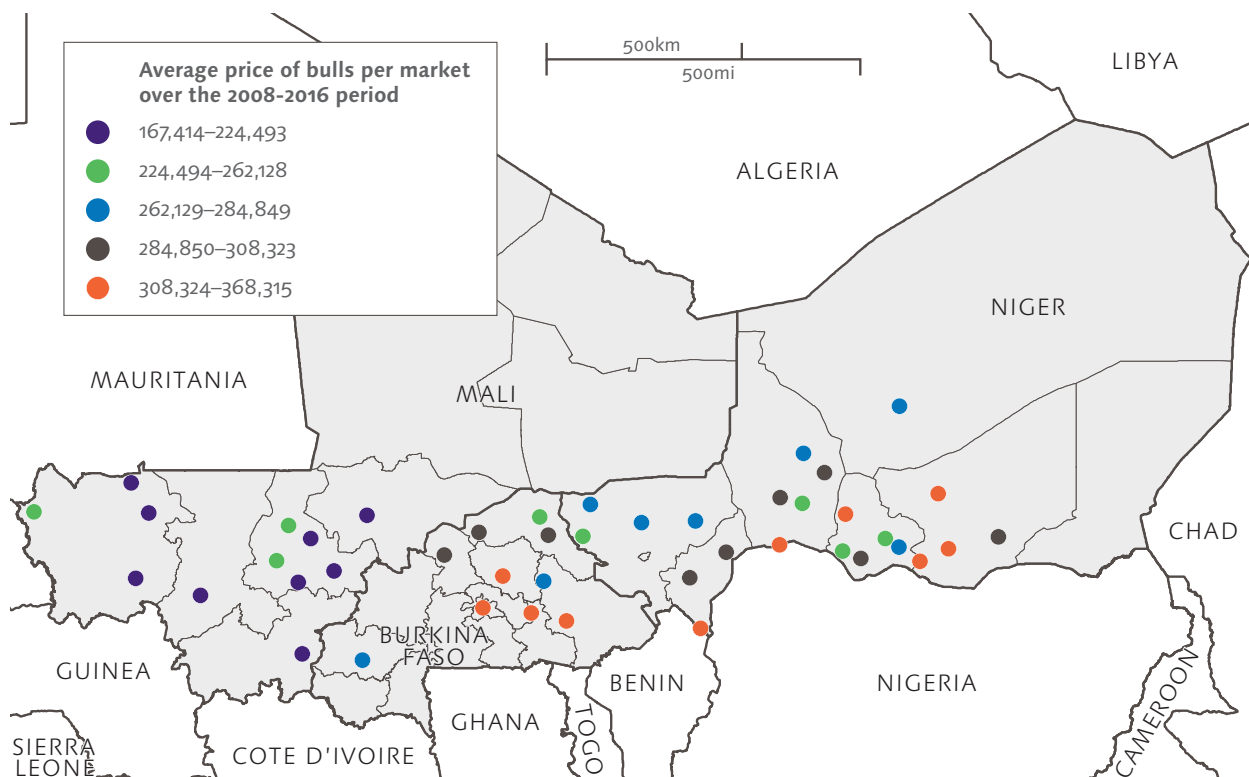 Average price of bulls per market
over the 2008-2016 period
167,414–224,493
224,494–262,128
262,129–284,849
284,850–308,323
308,324–368,315
500km
500mi
LIBYA
ALGERIA
NIGER
MAURITANIA
MALI
CHAD
BURKINA
FASO
GUINEA
BENIN
NIGERIA
CAMEROON
GHANA
TOGO
SIERRA
LEONE
COTE D'IVOIRE